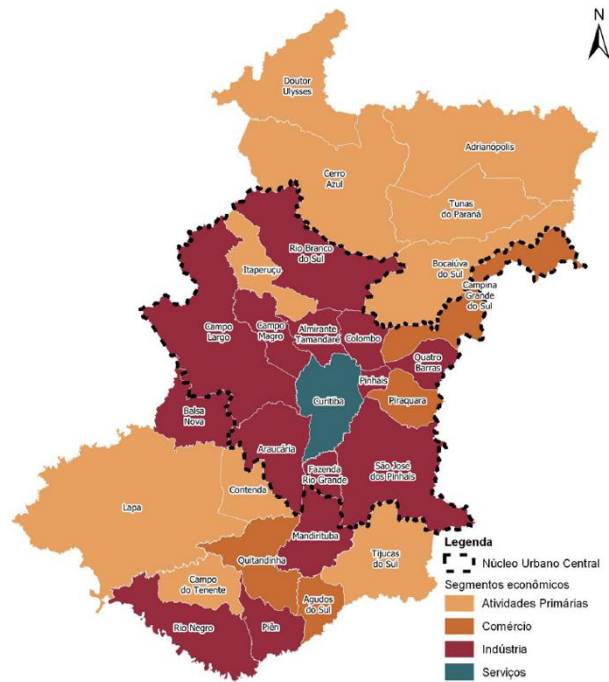 N
Doutor
Ulysses
Adrianópolis
Cerro
Azul
Tunas
do Paraná
Rio Branco
do Sul
Bocaiúva
do Sul
Itaperuçu
Campina
Grande
do Sul
Campo
Largo
Campo
Magro
Almirante
Tamandaré
Colombo
Quatro
Barras
Pinhais
Curitiba
Piraquara
Balsa
Nova
Araucária
Fazenda
Rio Grande
São José
dos Pinhais
Contenda
Lapa
Mandirituba
Quitandinha
Tijucas
do Sul
Campo
do Tenente
Agudos
do Sul
Rio Negro
Piên
Legenda
Núcleo Urbano Central
Segmentos econômicos
Atividades Primárias
Comércio
Indústria
Serviços